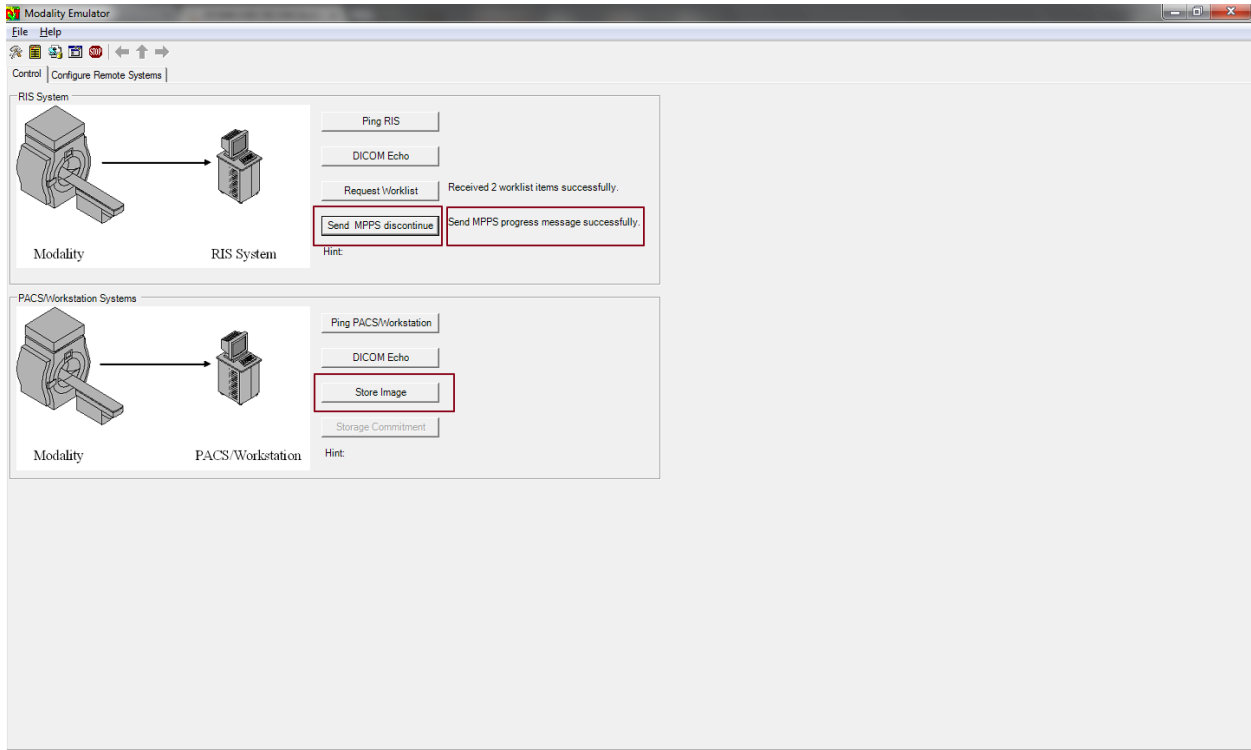 Modality Emulator
File Help
Control Configure Remote Systems
RIS System
Ping RIS
DICOM Echo
Request Worklist Received 2 worklist items successfully.
Send MPPS discontinue Send MPPS progress message successfully.
Modality RIS System Hint:
PACS/Workstation Systems
Ping PACS/Workstation
DICOM Echo
Store Image
Storage Commitment
Modality PACS/Workstation Hint: